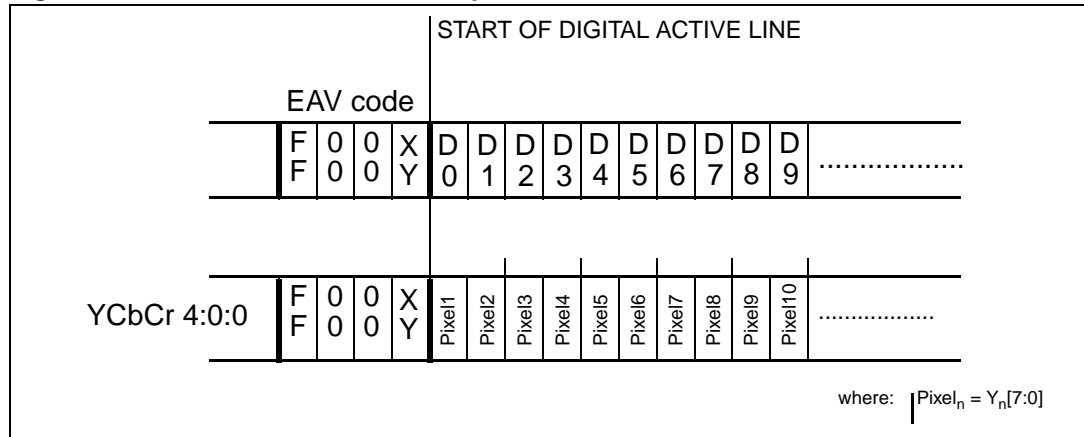 START OF DIGITAL ACTIVE LINE
EAV code
F F 0 0 0 0 X Y D 0 D 1 D 2 D 3 D 4 D 5 D 6 D 7 D 8 D 9 ..................
YCbCr 4:0:0 F F 0 0 0 0 X Y Pixel1 Pixel2 Pixel3 Pixel4 Pixel5 Pixel6 Pixel7 Pixel8 Pixel9 Pixel10 ..................
where: Pixeln = Yn[7:0]